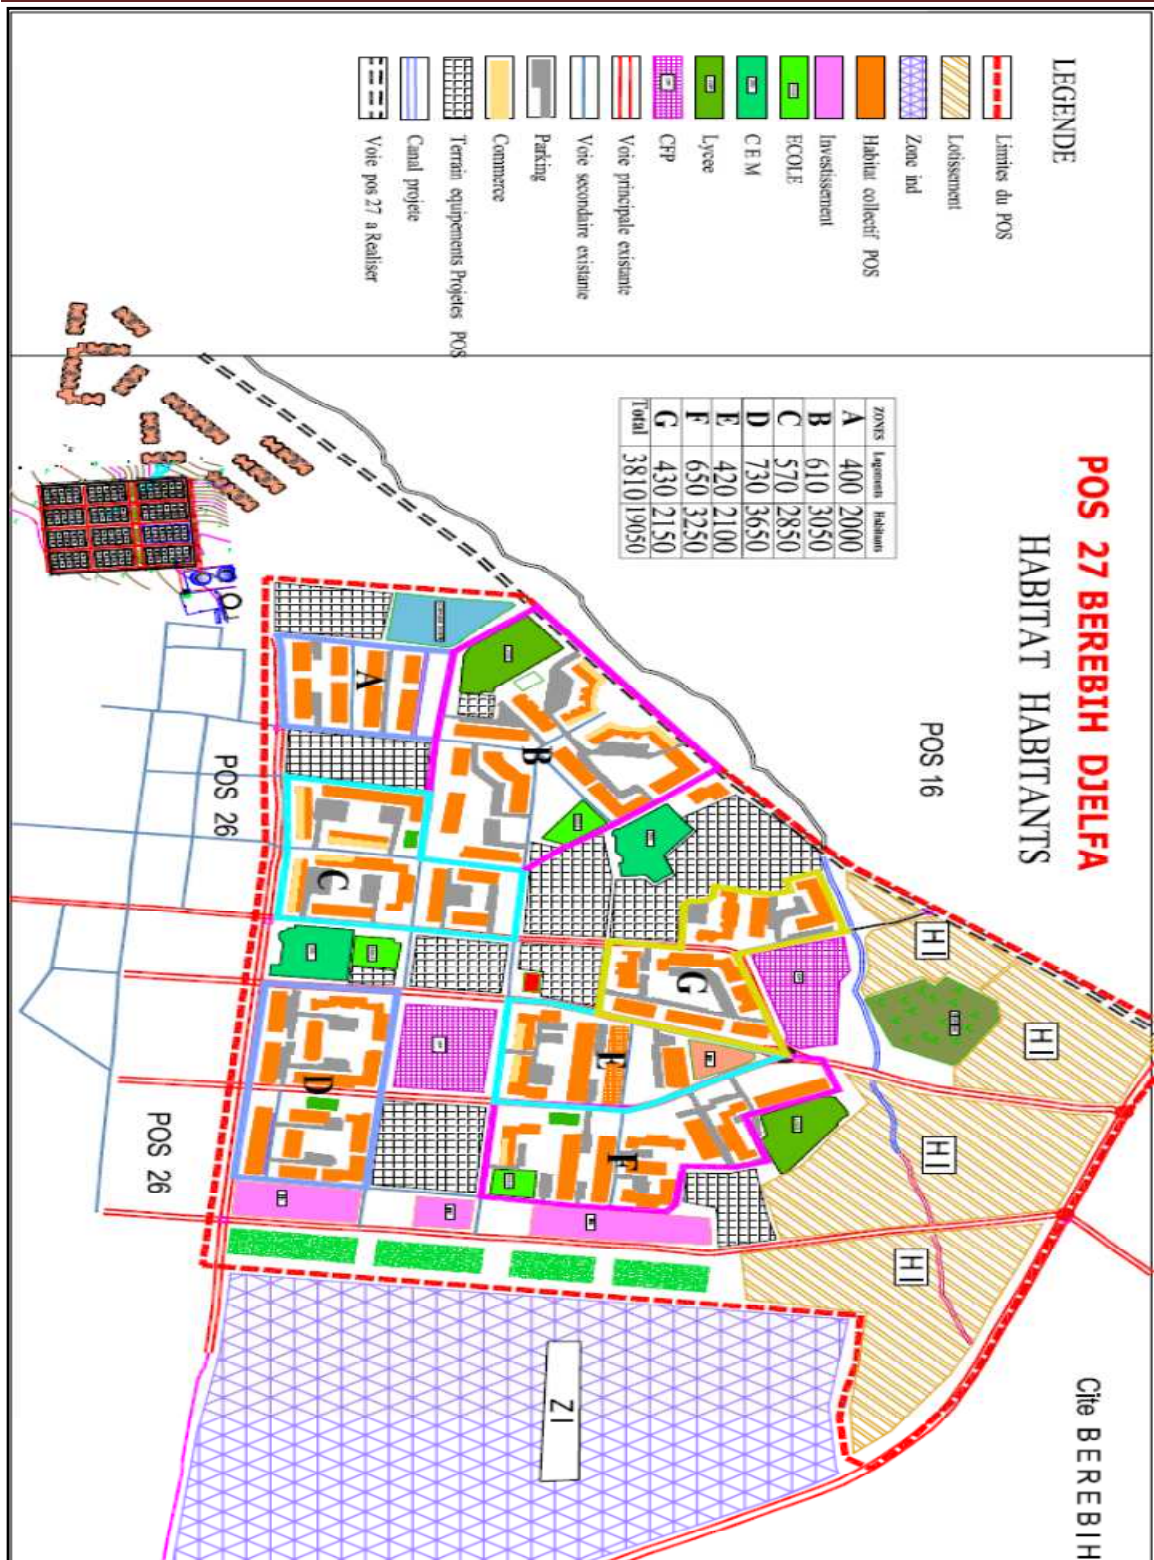 POS 27 BEREBIH DJELFA
HABITAT HABITANTS
LEGENDE
Limites du POS
Lotissement
Zone ind
Habitat collectif POS
Investissement
ECOLE
C E M
Lycee
CFP
Voie principale existante
Voie secondaire existante
Parking
Commerce
Terrain equipements Projetes POS
Canal projete
Voie pos 27 a Realiser
ZONES Logements Habitants
A 400 2000
B 610 3050
C 570 2850
D 730 3650
E 420 2100
F 650 3250
G 430 2150
Total 3810 19050
POS 16
Cite BEREBIH
HI
HI
HI
HI
A
B
C
D
E
F
G
POS 26
POS 26
ZI